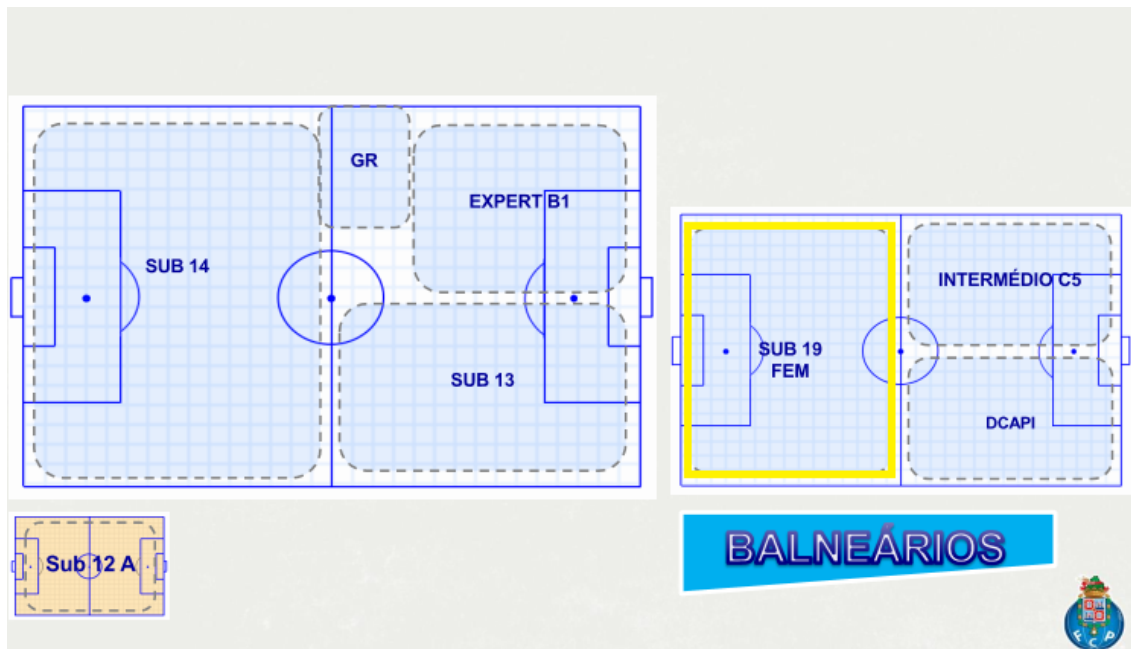 GR
EXPERT B1
SUB 14
SUB 13
INTERMÉDIO C5
SUB 19
FEM
DCAPI
Sub 12 A
BALNEÁRIOS
F C P